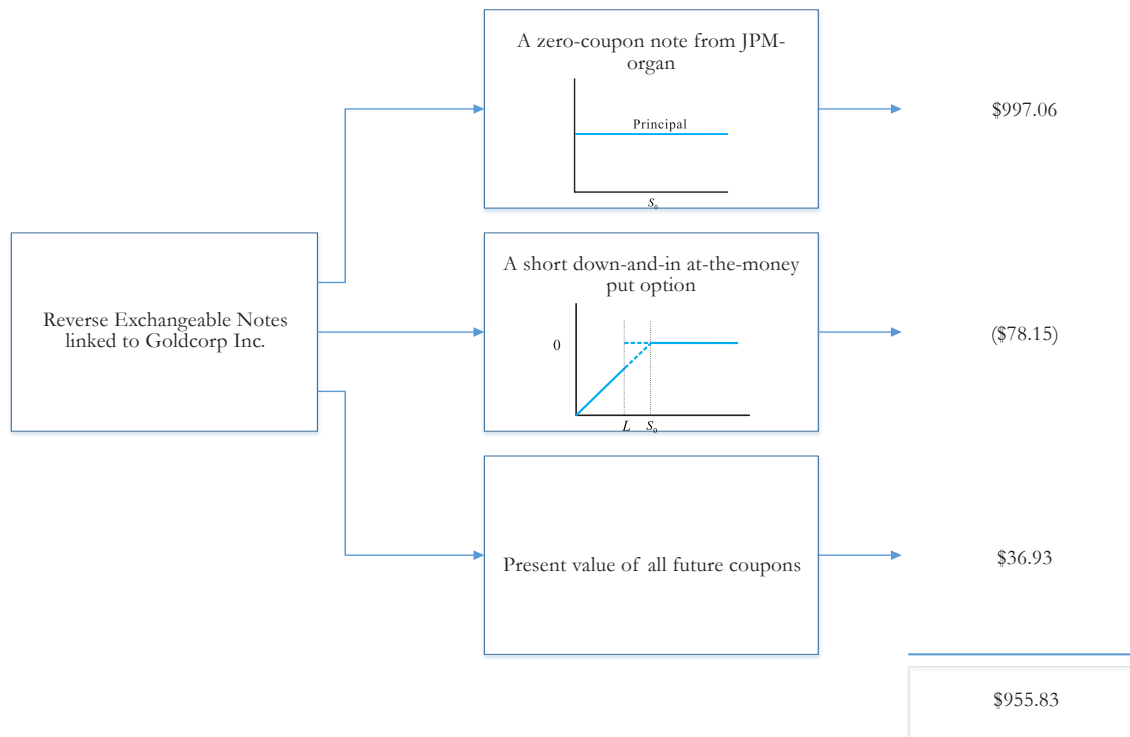 A zero-coupon note from JPM-
organ
Principal
S₀
$997.06
Reverse Exchangeable Notes
linked to Goldcorp Inc.
A short down-and-in at-the-money
put option
0
L S₀
($78.15)
Present value of all future coupons
$36.93
$955.83